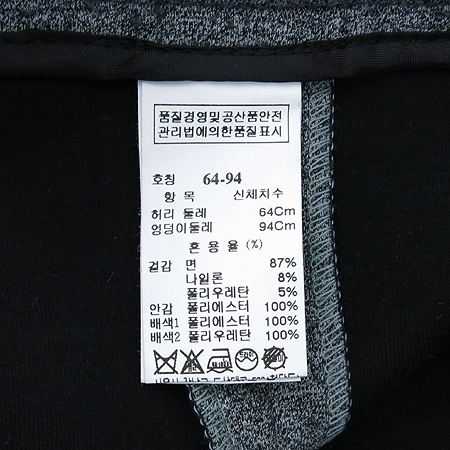 품질경영및공산품안전
관리법에의한품질표시
호칭 64-94
항 목 신체치수
허리 둘레 64Cm
엉덩이둘레 94Cm
혼 용 율 (%)
겉감 면 87%
나일론 8%
폴리우레탄 5%
안감 폴리에스터 100%
배색1 폴리에스터 100%
배색2 폴리우레탄 100%